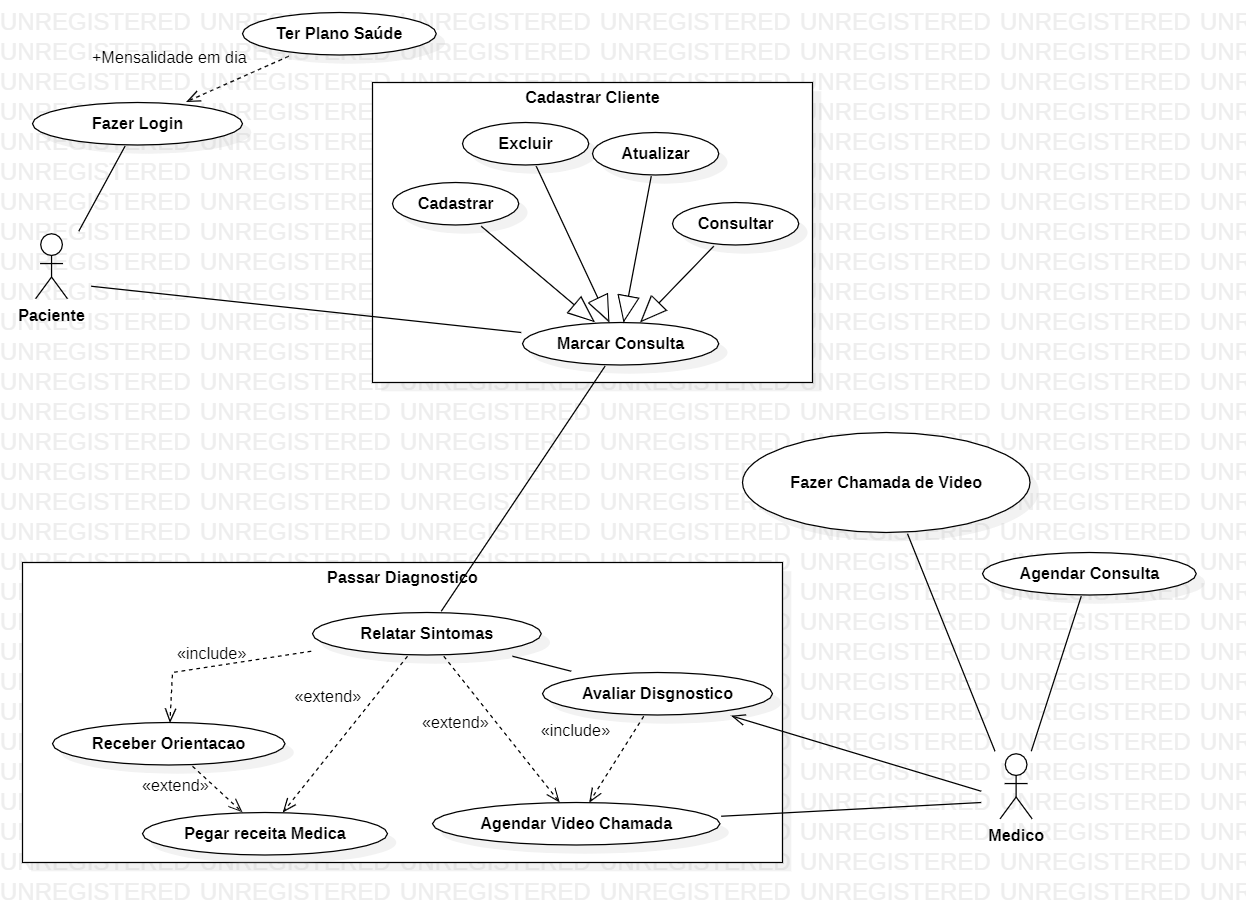 Ter Plano Saúde
+Mensalidade em dia
Fazer Login
Paciente
Cadastrar Cliente
Excluir
Atualizar
Cadastrar
Consultar
Marcar Consulta
Fazer Chamada de Video
Agendar Consulta
Medico
Passar Diagnostico
Relatar Sintomas
«include»
«extend»
«extend»
«include»
Avaliar Disgnostico
Receber Orientacao
«extend»
Pegar receita Medica
Agendar Video Chamada
UNREGISTERED